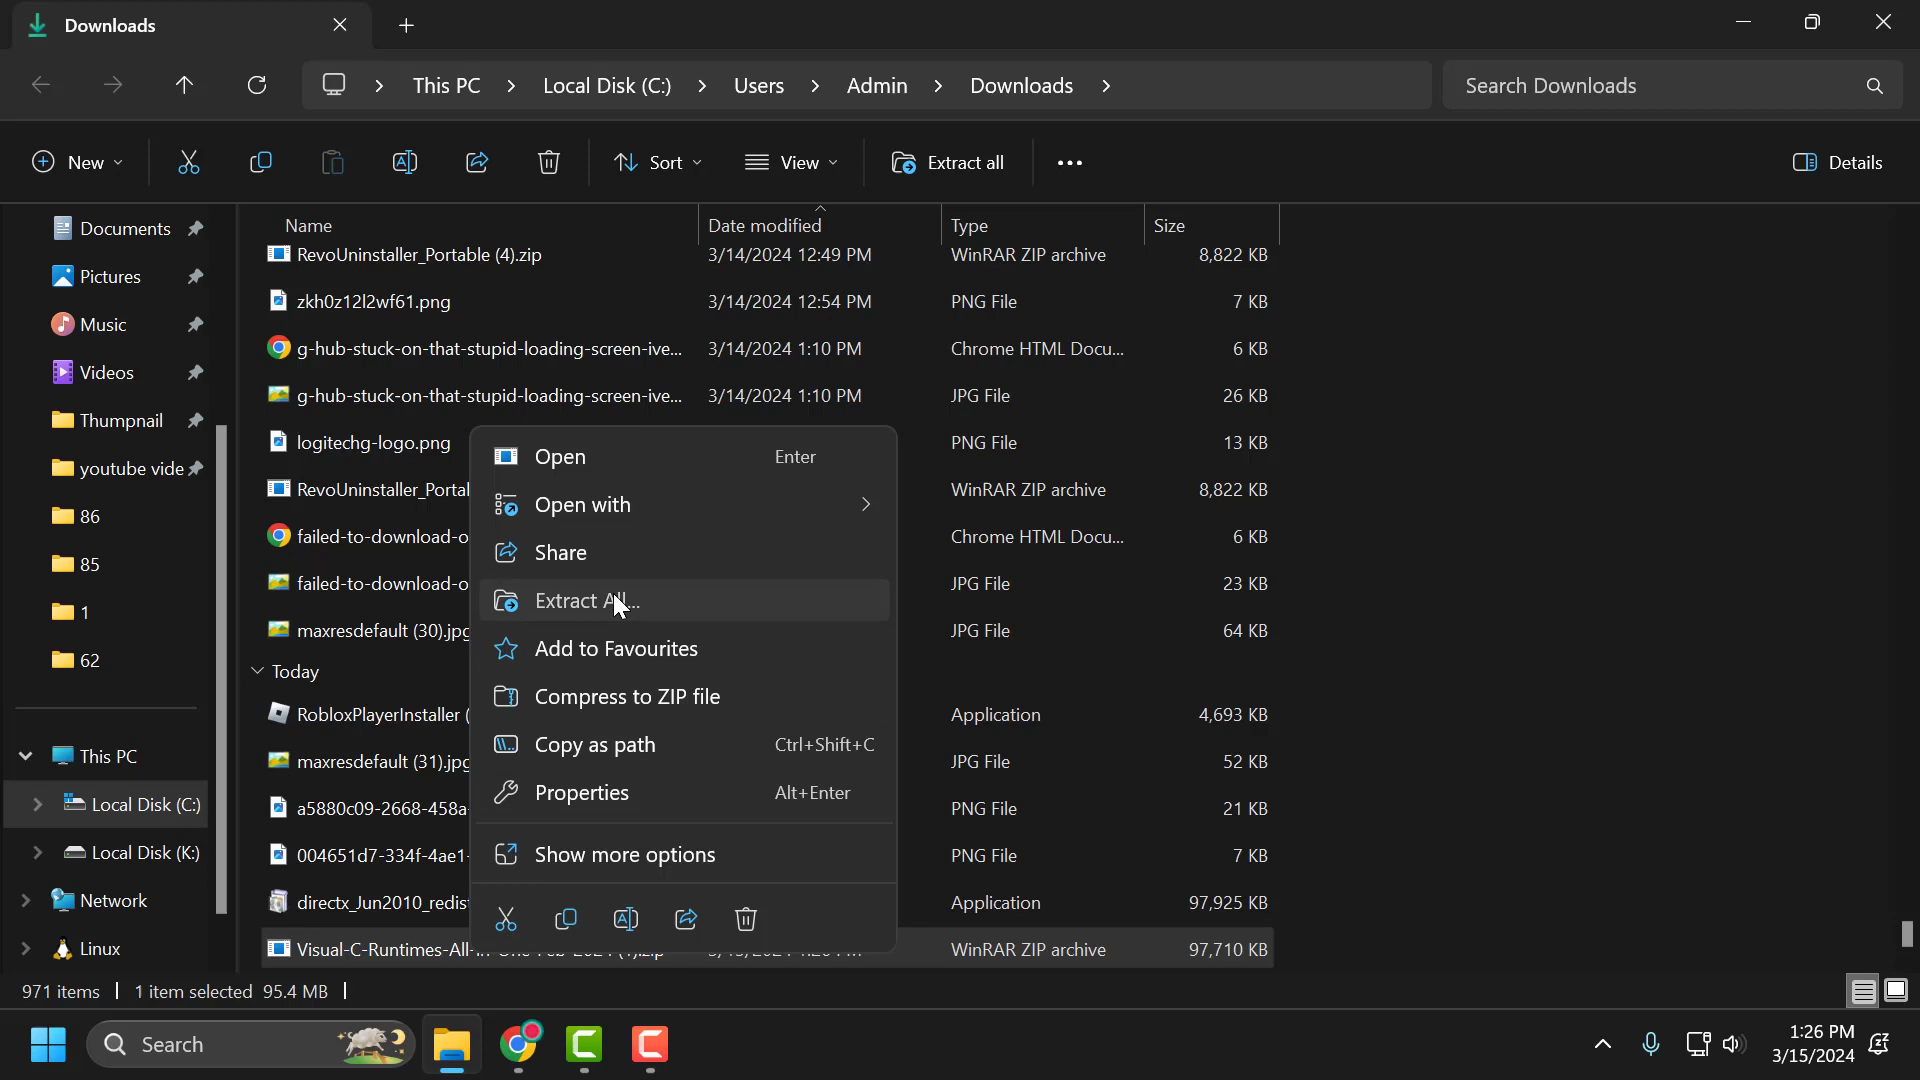 Downloads
This PC > Local Disk (C:) > Users > Admin > Downloads >
Search Downloads
New
Sort
View
Extract all
Details
Documents
Pictures
Music
Videos
Thumpnail
youtube vide
86
85
1
62
This PC
Local Disk (C:)
Local Disk (K:)
Network
Linux
Name Date modified Type Size
RevoUninstaller_Portable (4).zip 3/14/2024 12:49 PM WinRAR ZIP archive 8,822 KB
zkh0z12l2wf61.png 3/14/2024 12:54 PM PNG File 7 KB
g-hub-stuck-on-that-stupid-loading-screen-ive... 3/14/2024 1:10 PM Chrome HTML Docu... 6 KB
g-hub-stuck-on-that-stupid-loading-screen-ive... 3/14/2024 1:10 PM JPG File 26 KB
logitechg-logo.png PNG File 13 KB
RevoUninstaller_Portal WinRAR ZIP archive 8,822 KB
failed-to-download-o Chrome HTML Docu... 6 KB
failed-to-download-o JPG File 23 KB
maxresdefault (30).jpg JPG File 64 KB
Today
RobloxPlayerInstaller ( Application 4,693 KB
maxresdefault (31).jpg JPG File 52 KB
a5880c09-2668-458a- PNG File 21 KB
004651d7-334f-4ae1- PNG File 7 KB
directx_Jun2010_redist Application 97,925 KB
Visual-C-Runtimes-All- WinRAR ZIP archive 97,710 KB
Open Enter
Open with
Share
Extract All...
Add to Favourites
Compress to ZIP file
Copy as path Ctrl+Shift+C
Properties Alt+Enter
Show more options
971 items | 1 item selected 95.4 MB |
Search
1:26 PM
3/15/2024